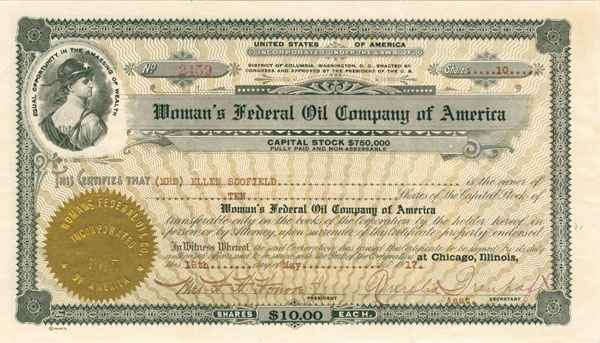 UNITED STATES OF AMERICA
INCORPORATED UNDER THE LAWS OF
DISTRICT OF COLUMBIA, WASHINGTON, D. C., ENACTED BY
CONGRESS AND APPROVED BY THE PRESIDENT OF THE U. S.
No 2459
Shares.....10...
EQUAL OPPORTUNITY IN THE AMASSING OF WEALTH
Woman's Federal Oil Company of America
CAPITAL STOCK $750,000
FULLY PAID AND NON-ASSESSABLE
THIS CERTIFIES THAT (MRS) ELLEN SCOFIELD is the owner of
TEN Shares of the Capital Stock of
Woman's Federal Oil Company of America
transferable only on the books of the Corporation by the holder hereof in
person or by Attorney, upon surrender of this Certificate properly endorsed.
In Witness Whereof, the said Corporation has caused this Certificate to be signed by its duly
authorized officers and to be sealed with the Seal of the Corporation at Chicago, Illinois,
this 18th day of May 17.
WOMAN'S FEDERAL OIL CO.
INCORPORATED
OF AMERICA
Mrs
PRESIDENT
Aurelia
Asst. SECRETARY
SHARES $10.00 EACH.